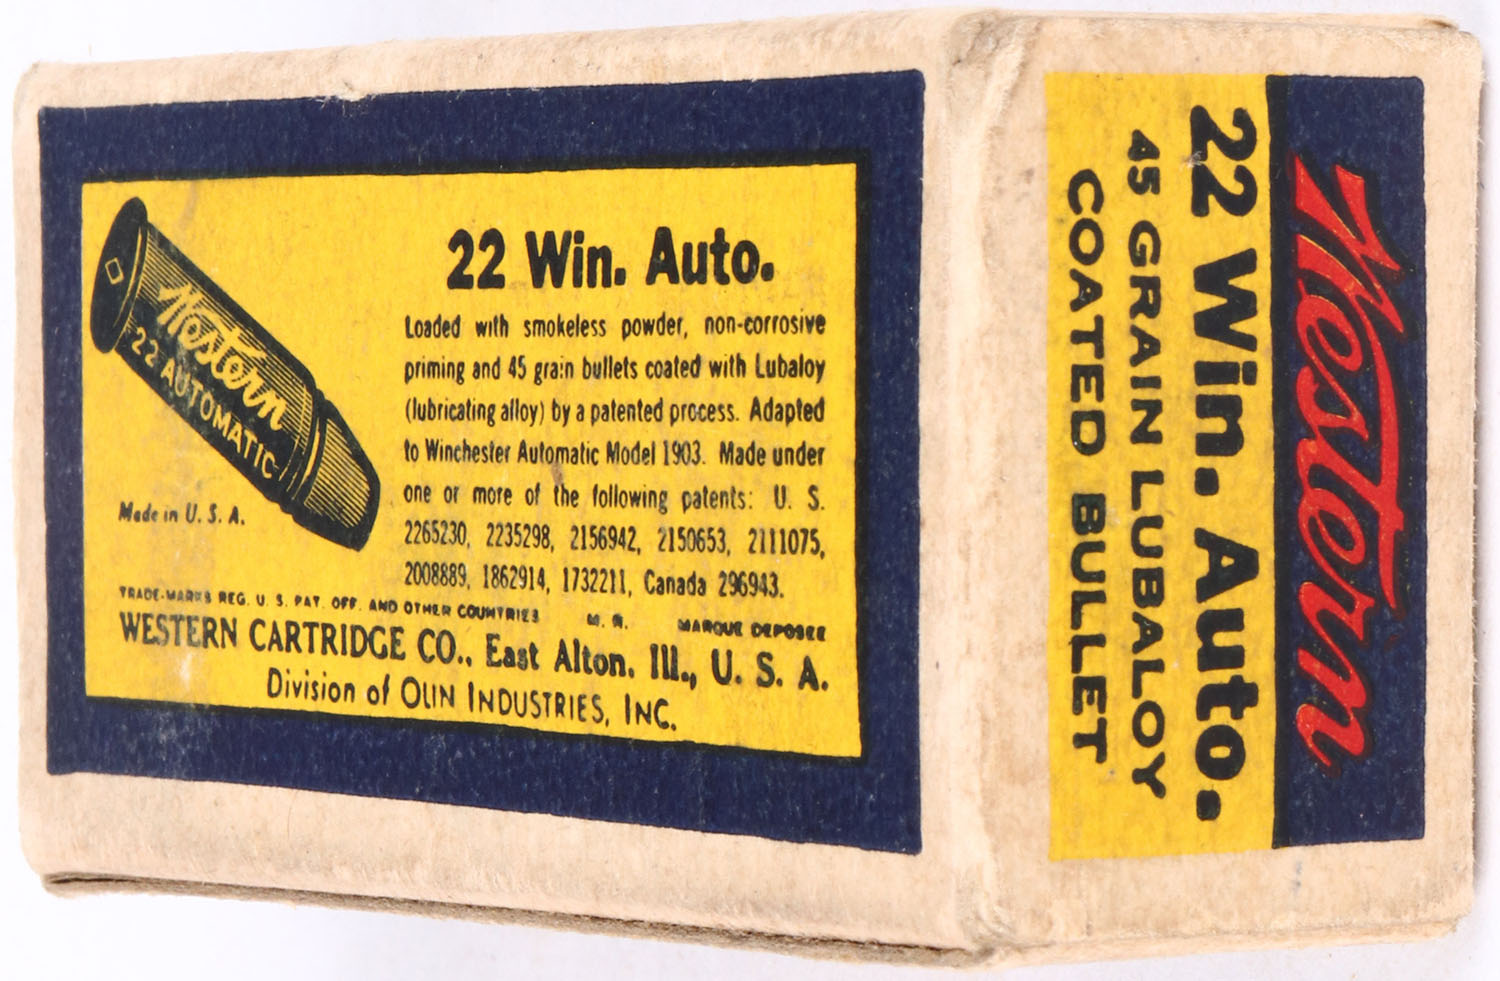 22 Win. Auto.
Loaded with smokeless powder, non-corrosive
priming and 45 grain bullets coated with Lubaloy
(lubricating alloy) by a patented process. Adapted
to Winchester Automatic Model 1903. Made under
one or more of the following patents: U. S.
2265230, 2235298, 2156942, 2150653, 2111075,
2008889, 1862914, 1732211, Canada 296943.
Western
22 AUTOMATIC
Made in U. S. A.
TRADE-MARKS REG. U. S. PAT. OFF. AND OTHER COUNTRIES M. R. MARQUE DEPOSEE
WESTERN CARTRIDGE CO., East Alton, Ill., U. S. A.
Division of OLIN INDUSTRIES, INC.
Western
22 Win. Auto.
45 GRAIN LUBALOY
COATED BULLET